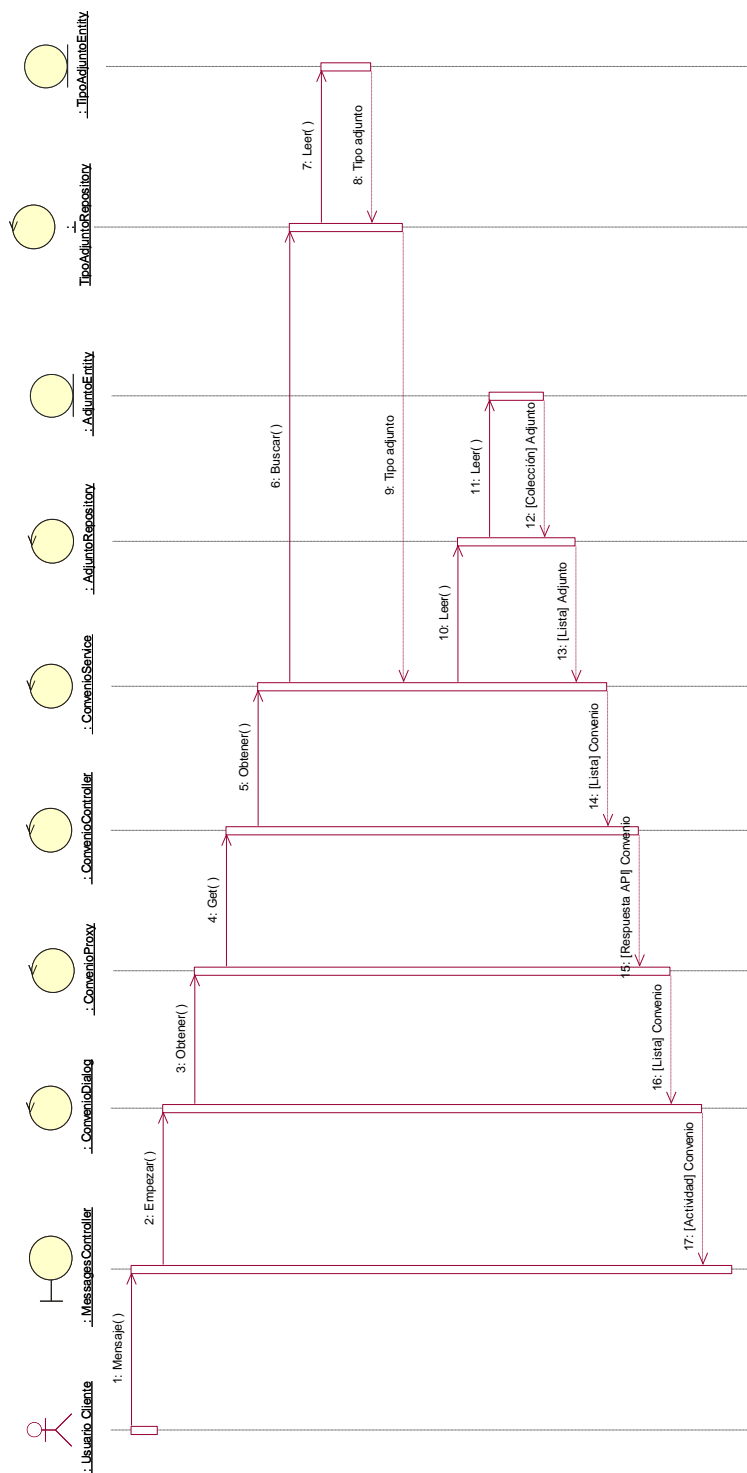 : Usuario Cliente
: MessagesController
: ConvenioDialog
: ConvenioProxy
: ConvenioController
: ConvenioService
: AdjuntoRepository
: AdjuntoEntity
:
TipoAdjuntoRepository
: TipoAdjuntoEntity
1: Mensaje( )
2: Empezar( )
3: Obtener( )
4: Get( )
5: Obtener( )
6: Buscar( )
7: Leer( )
8: Tipo adjunto
9: Tipo adjunto
10: Leer( )
11: Leer( )
12: [Colección] Adjunto
13: [Lista] Adjunto
14: [Lista] Convenio
15: [Respuesta API] Convenio
16: [Lista] Convenio
17: [Actividad] Convenio